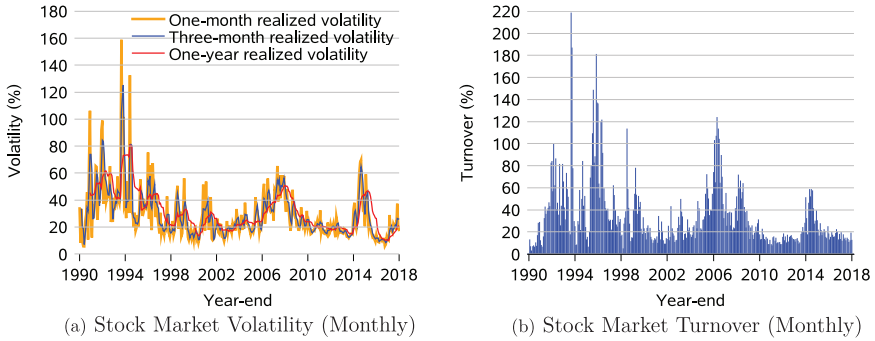 180
160
140
120
100
80
60
40
20
0
Volatility (%)
One-month realized volatility
Three-month realized volatility
One-year realized volatility
1990 1994 1998 2002 2006 2010 2014 2018
Year-end
(a) Stock Market Volatility (Monthly)
220
200
180
160
140
120
100
80
60
40
20
0
Turnover (%)
1990 1994 1998 2002 2006 2010 2014 2018
Year-end
(b) Stock Market Turnover (Monthly)